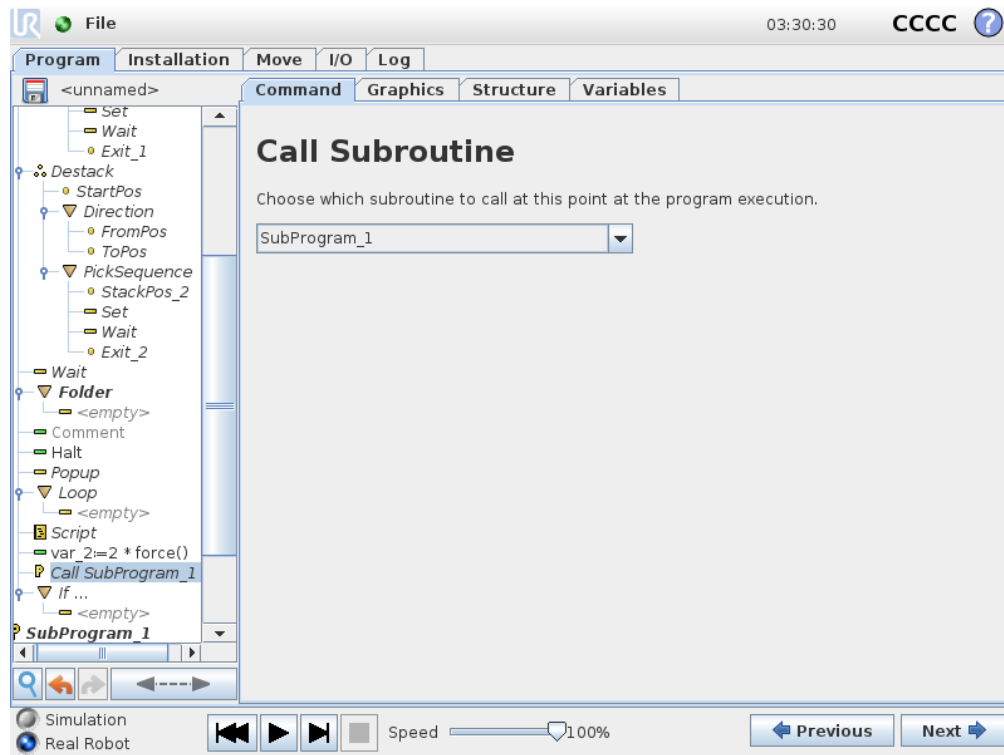 UR File 03:30:30 CCCC ?
Program Installation Move I/O Log
<unnamed> Command Graphics Structure Variables
Set
Wait
Exit_1
Destack
StartPos
Direction
FromPos
ToPos
PickSequence
StackPos_2
Set
Wait
Exit_2
Wait
Folder
<empty>
Comment
Halt
Popup
Loop
<empty>
Script
var_2:=2 * force()
Call SubProgram_1
If ...
<empty>
SubProgram_1
Call Subroutine
Choose which subroutine to call at this point at the program execution.
SubProgram_1
Simulation
Real Robot
Speed 100%
Previous Next